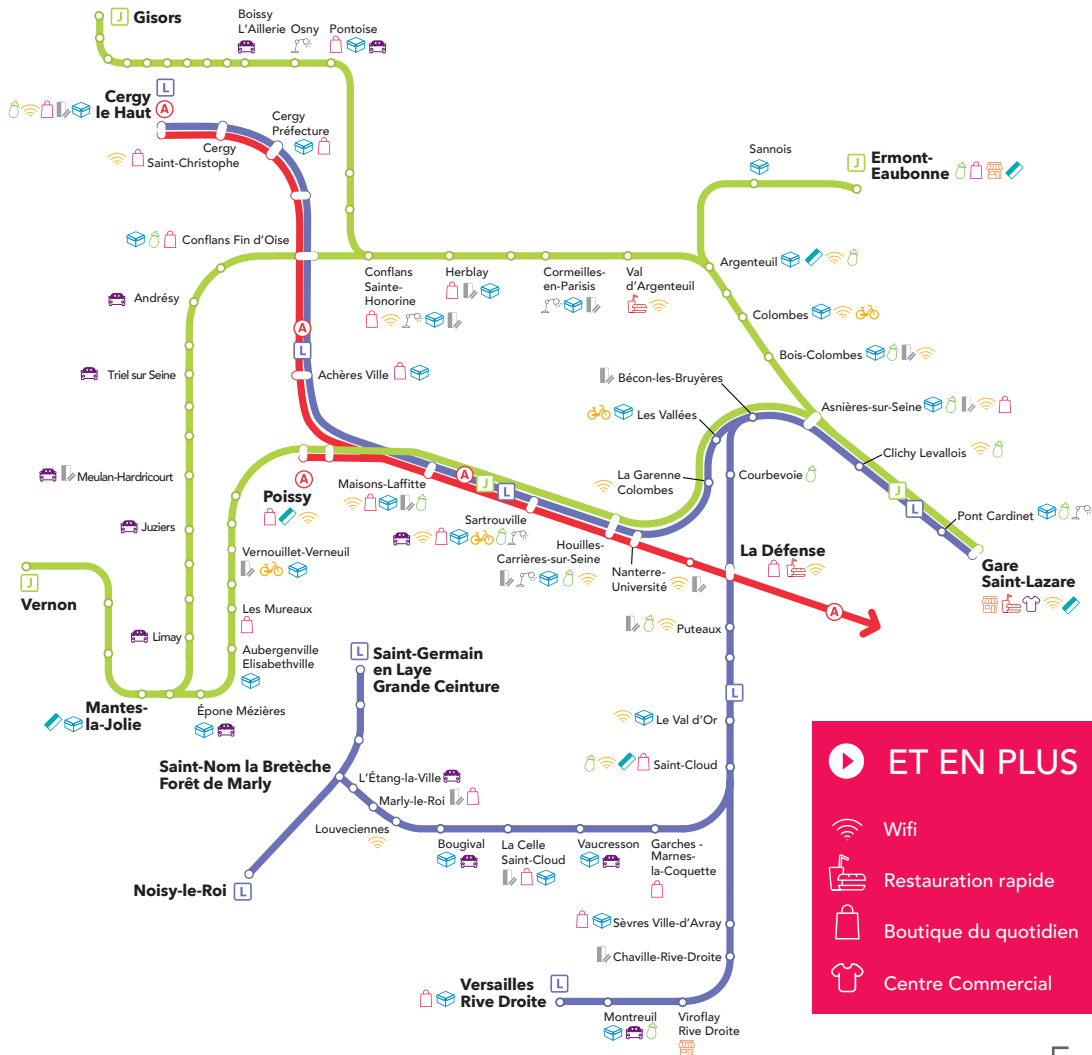 J Gisors
Boissy
L'Aillerie
Osny
Pontoise
L
Cergy
le Haut
A
Cergy
Saint-Christophe
Cergy
Préfecture
Sannois
J
Ermont-
Eaubonne
Conflans Fin d'Oise
Andrésy
Triel sur Seine
Meulan-Hardricourt
Juziers
Limay
Conflans
Sainte-
Honorine
Herblay
Cormeilles-
en-Parisis
Val
d'Argenteuil
Argenteuil
Colombes
Bois-Colombes
Asnières-sur-Seine
Clichy Levallois
Pont Cardinet
J
L
Gare
Saint-Lazare
A
L
Achères Ville
Bécon-les-Bruyères
Les Vallées
La Garenne
Colombes
Courbevoie
A
Poissy
Maisons-Laffitte
A
J
L
Sartrouville
Houilles-
Carrières-sur-Seine
Nanterre-
Université
La Défense
A
Vernouillet-Verneuil
Les Mureaux
Aubergenville
Elisabethville
J
Vernon
Mantes-
la-Jolie
Épone Mézières
Puteaux
L
Le Val d'Or
Saint-Cloud
L
Saint-Germain
en Laye
Grande Ceinture
Saint-Nom la Bretèche
Forêt de Marly
L'Étang-la-Ville
Marly-le-Roi
Louveciennes
Noisy-le-Roi L
Bougival
La Celle
Saint-Cloud
Vaucresson
Garches -
Marnes-
la-Coquette
Sèvres Ville-d'Avray
Chaville-Rive-Droite
Versailles
Rive Droite
L
Montreuil
Viroflay
Rive Droite
ET EN PLUS
Wifi
Restauration rapide
Boutique du quotidien
Centre Commercial